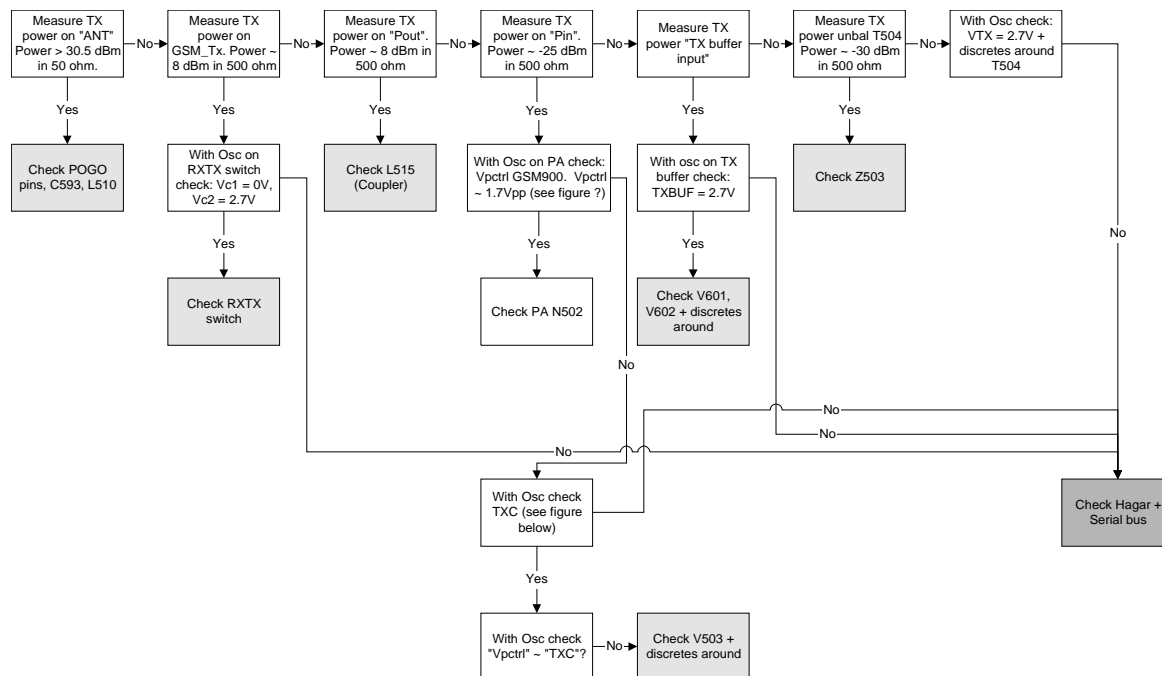 Measure TX
power on "ANT"
Power > 30.5 dBm
in 50 ohm.
No
Measure TX
power on
GSM_Tx. Power ~
8 dBm in 500 ohm
No
Measure TX
power on "Pout".
Power ~ 8 dBm in
500 ohm
No
Measure TX
power on "Pin".
Power ~ -25 dBm
in 500 ohm
No
Measure TX
power "TX buffer
input"
No
Measure TX
power unbal T504
Power ~ -30 dBm
in 500 ohm
No
With Osc check:
VTX = 2.7V +
discretes around
T504
Yes
Yes
Yes
Yes
Yes
Yes
Check POGO
pins, C593, L510
With Osc on
RXTX switch
check: Vc1 = 0V,
Vc2 = 2.7V
Check L515
(Coupler)
With Osc on PA check:
Vpctrl GSM900. Vpctrl
~ 1.7Vpp (see figure ?)
With osc on TX
buffer check:
TXBUF = 2.7V
Check Z503
No
Yes
Yes
Yes
Check RXTX
switch
Check PA N502
Check V601,
V602 + discretes
around
No
No
No
No
With Osc check
TXC (see figure
below)
Check Hagar +
Serial bus
Yes
With Osc check
"Vpctrl" ~ "TXC"?
No
Check V503 +
discretes around